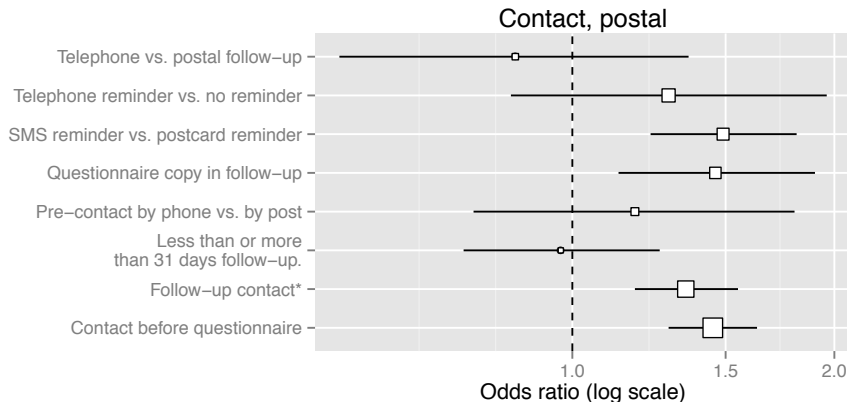 Contact, postal
Telephone vs. postal follow−up
Telephone reminder vs. no reminder
SMS reminder vs. postcard reminder
Questionnaire copy in follow−up
Pre−contact by phone vs. by post
Less than or more
than 31 days follow−up.
Follow−up contact*
Contact before questionnaire
1.0 1.5 2.0
Odds ratio (log scale)